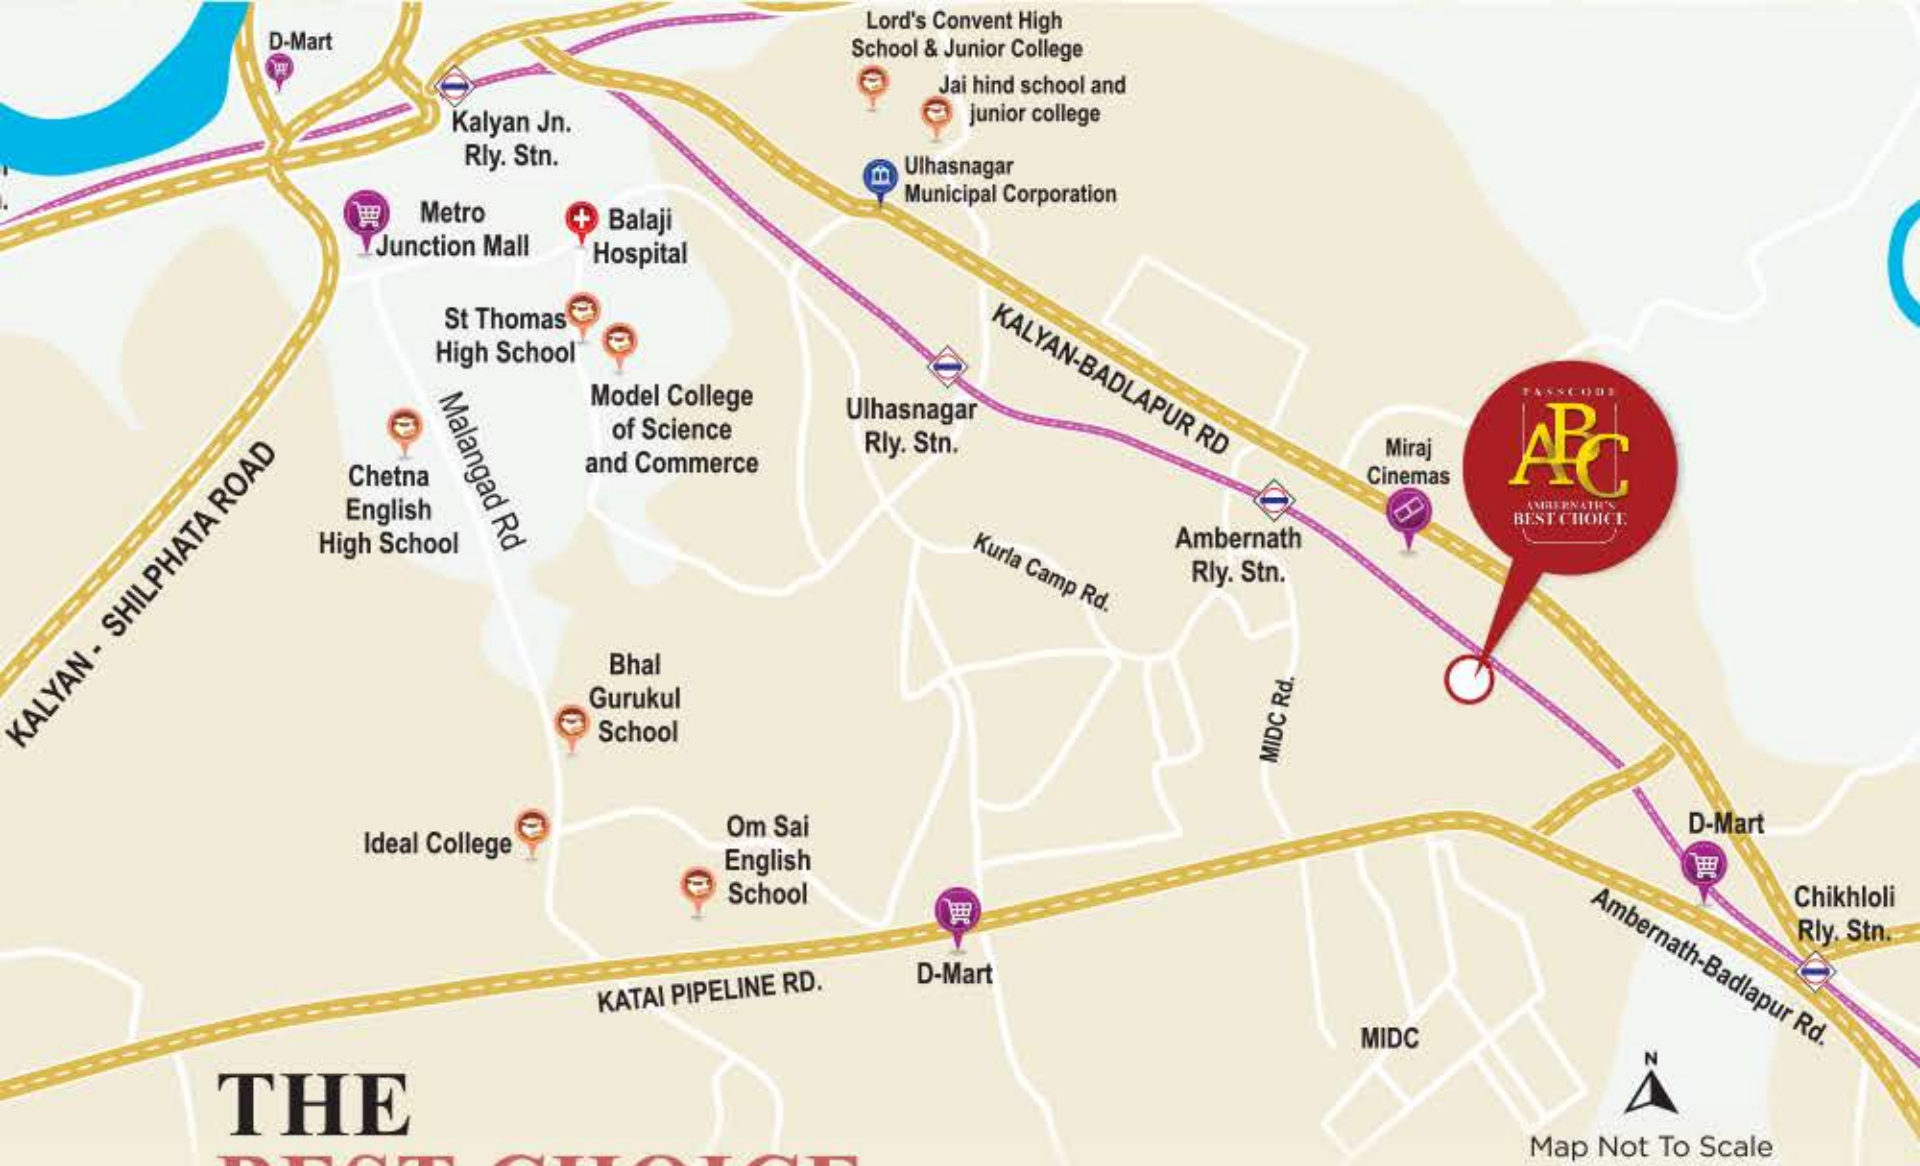 D-Mart
Lord's Convent High
School & Junior College
Jai hind school and
junior college
Kalyan Jn.
Rly. Stn.
Ulhasnagar
Municipal Corporation
Metro
Junction Mall
Balaji
Hospital
St Thomas
High School
Model College
of Science
and Commerce
KALYAN-BADLAPUR RD
Ulhasnagar
Rly. Stn.
Malangad Rd
Chetna
English
High School
KALYAN - SHILPHATA ROAD
Miraj
Cinemas
PASSCODE
ABC
AMBERNATH'S
BEST CHOICE
Ambernath
Rly. Stn.
Kurla Camp Rd.
MIDC Rd.
Bhal
Gurukul
School
Ideal College
Om Sai
English
School
D-Mart
D-Mart
Chikhloli
Rly. Stn.
Ambernath-Badlapur Rd.
KATAI PIPELINE RD.
MIDC
N
Map Not To Scale
THE
BEST CHOICE